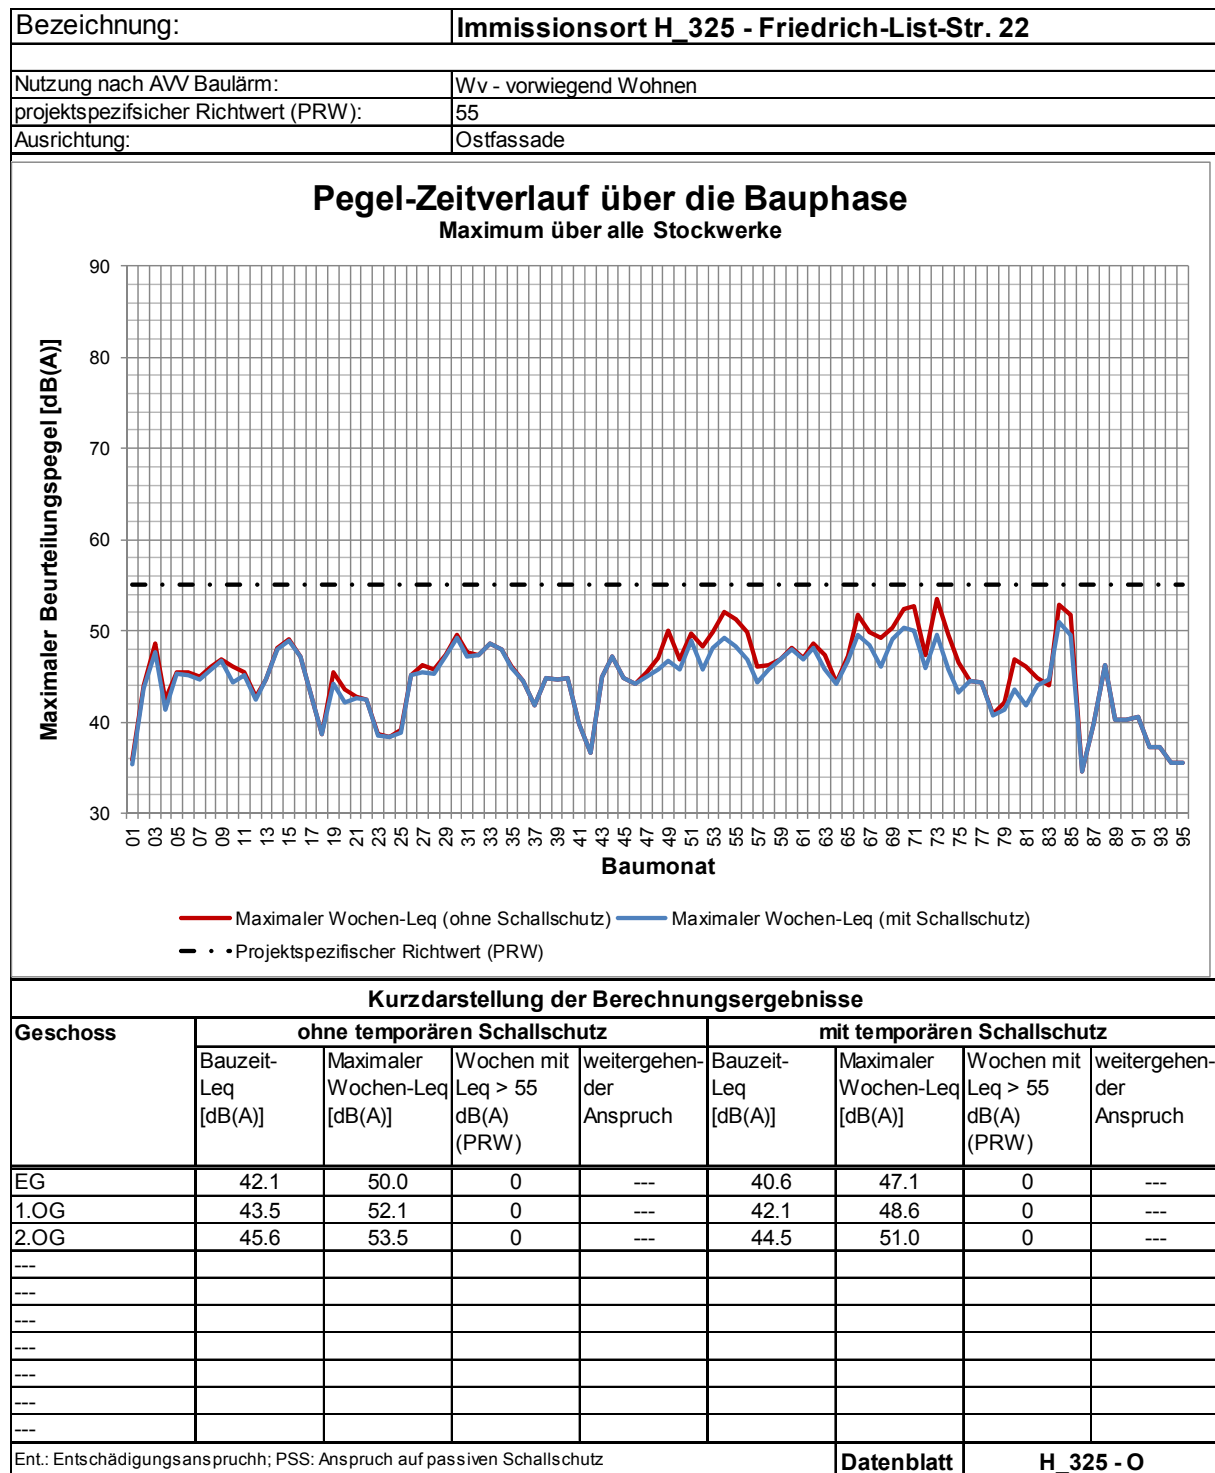 Bezeichnung: Immissionsort H_325 - Friedrich-List-Str. 22
Nutzung nach AVV Baulärm: Wv - vorwiegend Wohnen
projektspezifsicher Richtwert (PRW): 55
Ausrichtung: Ostfassade
Pegel-Zeitverlauf über die Bauphase
Maximum über alle Stockwerke
Maximaler Beurteilungspegel [dB(A)]
90
80
70
60
50
40
30
01 03 05 07 09 11 13 15 17 19 21 23 25 27 29 31 33 35 37 39 41 43 45 47 49 51 53 55 57 59 61 63 65 67 69 71 73 75 77 79 81 83 85 87 89 91 93 95
Baumonat
Maximaler Wochen-Leq (ohne Schallschutz) Maximaler Wochen-Leq (mit Schallschutz)
Projektspezifischer Richtwert (PRW)
Kurzdarstellung der Berechnungsergebnisse
Geschoss ohne temporären Schallschutz mit temporären Schallschutz
Bauzeit- Maximaler Wochen mit weitergehen- Bauzeit- Maximaler Wochen mit weitergehen-
Leq Wochen-Leq Leq > 55 der Leq Wochen-Leq Leq > 55 der
[dB(A)] [dB(A)] dB(A) Anspruch [dB(A)] [dB(A)] dB(A) Anspruch
(PRW) (PRW)
EG 42.1 50.0 0 --- 40.6 47.1 0 ---
1.OG 43.5 52.1 0 --- 42.1 48.6 0 ---
2.OG 45.6 53.5 0 --- 44.5 51.0 0 ---
---
---
---
---
---
---
---
Ent.: Entschädigungsanspruchh; PSS: Anspruch auf passiven Schallschutz Datenblatt H_325 - O